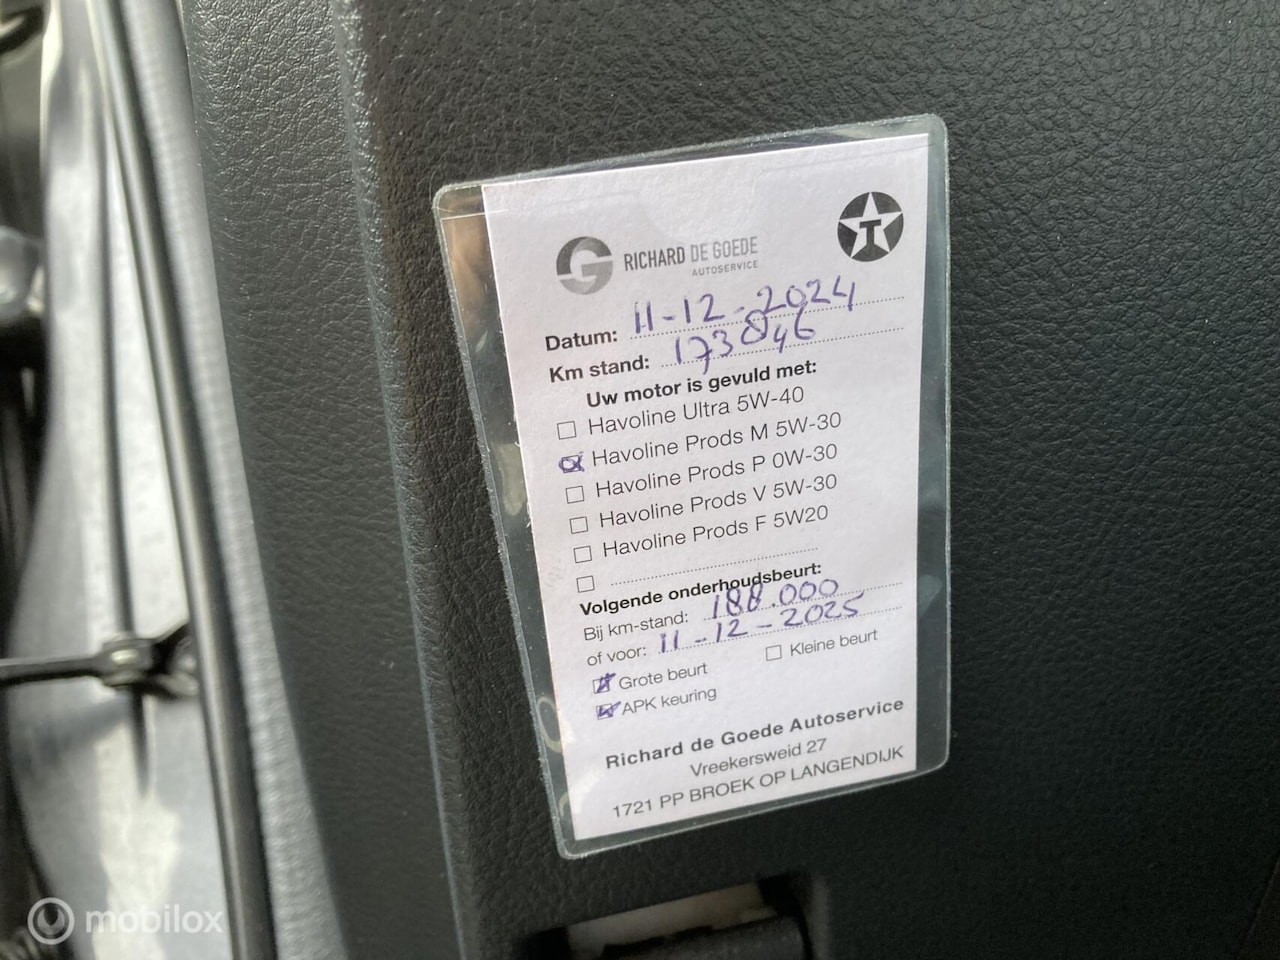 RICHARD DE GOEDE
AUTOSERVICE
T
Datum: 11-12-2024
Km stand: 173846
Uw motor is gevuld met:
Havoline Ultra 5W-40
Havoline Prods M 5W-30
Havoline Prods P 0W-30
Havoline Prods V 5W-30
Havoline Prods F 5W20
Volgende onderhoudsbeurt:
Bij km-stand: 188.000
of voor: 11-12-2025
Grote beurt Kleine beurt
APK keuring
Richard de Goede Autoservice
Vreekersweid 27
1721 PP BROEK OP LANGENDIJK
mobilox